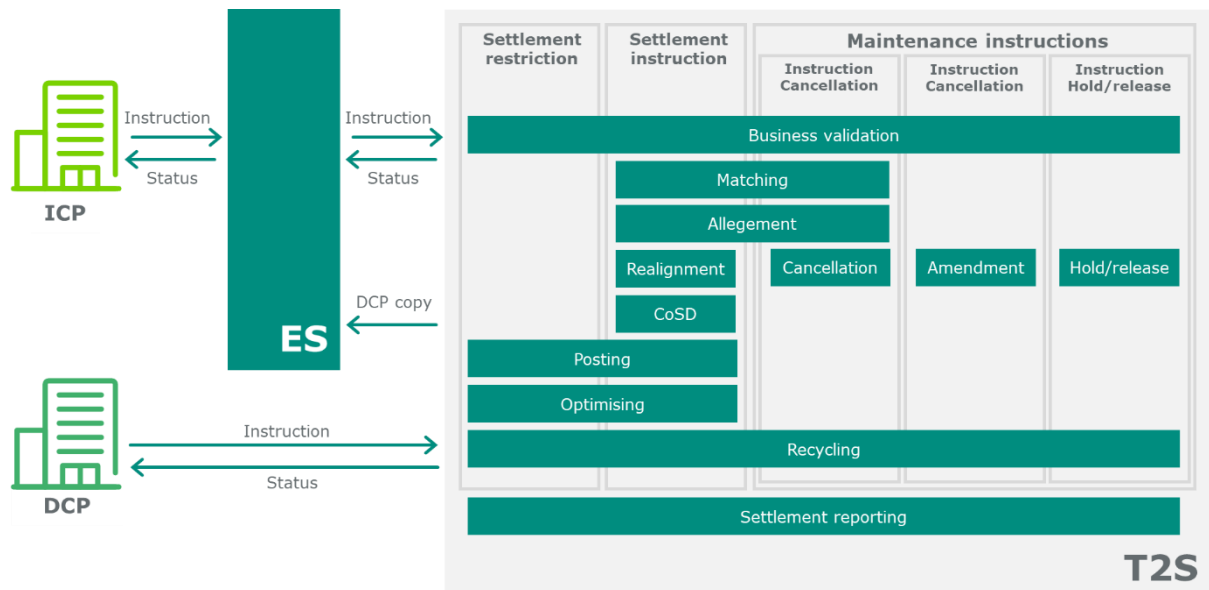 Settlement
restriction
Settlement
instruction
Maintenance instructions
Instruction
Cancellation
Instruction
Cancellation
Instruction
Hold/release
Instruction
Instruction
Business validation
Status
Status
Matching
ICP
Allegement
Realignment
Cancellation
Amendment
Hold/release
DCP copy
CoSD
ES
Posting
Optimising
Instruction
Recycling
Status
DCP
Settlement reporting
T2S